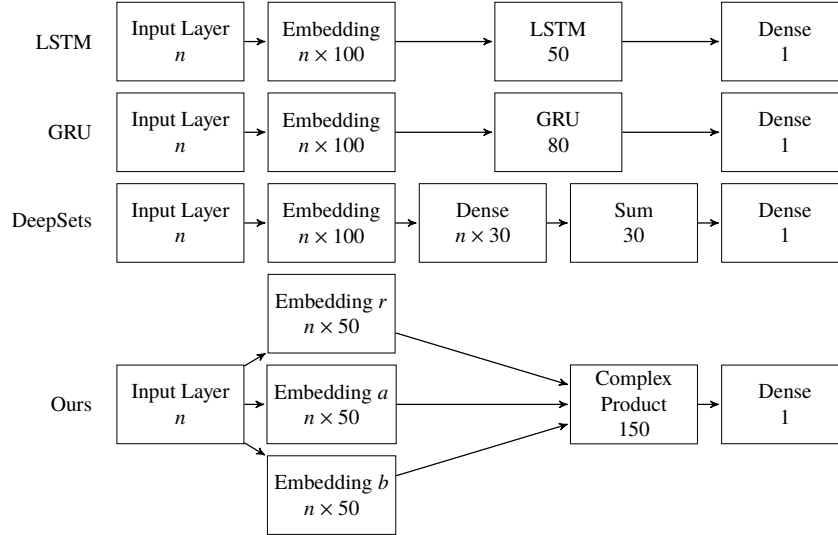 LSTM
Input Layer
n
Embedding
n × 100
LSTM
50
Dense
1
GRU
Input Layer
n
Embedding
n × 100
GRU
80
Dense
1
DeepSets
Input Layer
n
Embedding
n × 100
Dense
n × 30
Sum
30
Dense
1
Ours
Input Layer
n
Embedding r
n × 50
Embedding a
n × 50
Embedding b
n × 50
Complex
Product
150
Dense
1